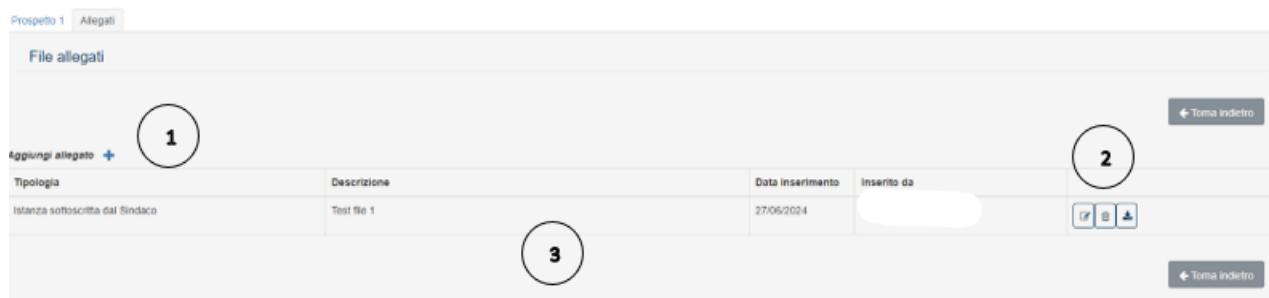 Prospetto 1 Allegati
File allegati
Torna indietro
1
Aggiungi allegato
2
Tipologia Descrizione Data inserimento Inserito da
Istanza sottoscritta dal Sindaco Test file 1 27/06/2024
3
Torna indietro